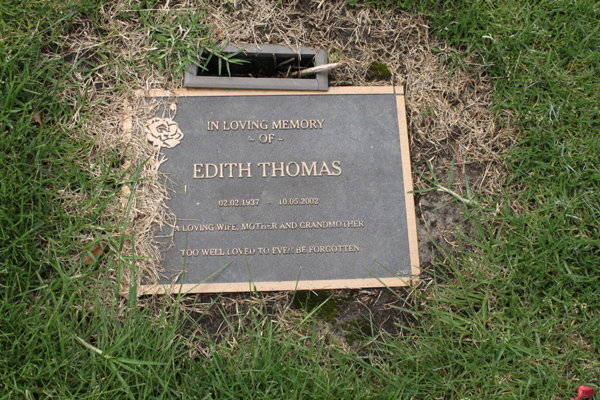 IN LOVING MEMORY
~ OF ~
EDITH THOMAS
02.02.1937 - 10.05.2002
A LOVING WIFE, MOTHER AND GRANDMOTHER
TOO WELL LOVED TO EVER BE FORGOTTEN